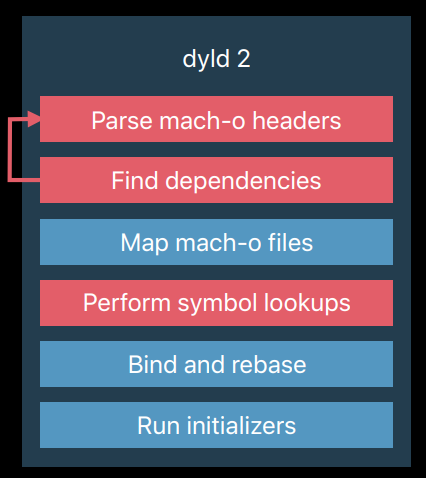 dyld 2
Parse mach-o headers
Find dependencies
Map mach-o files
Perform symbol lookups
Bind and rebase
Run initializers